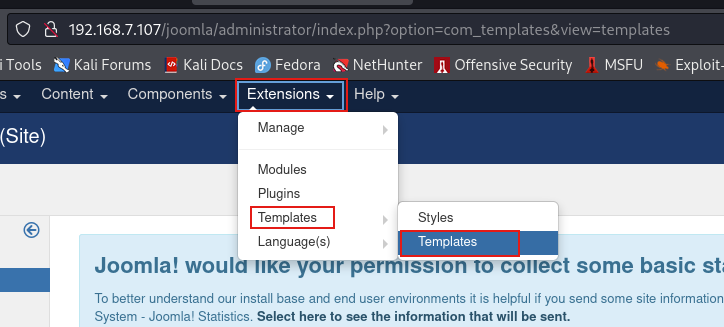 192.168.7.107/joomla/administrator/index.php?option=com_templates&view=templates
i Tools Kali Forums Kali Docs Fedora NetHunter Offensive Security MSFU Exploit-
s Content Components Extensions Help
(Site)
Manage
Modules
Plugins
Templates Styles
Language(s) Templates
Joomla! would like your permission to collect some basic sta
To better understand our install base and end user environments it is helpful if you send some site information
System - Joomla! Statistics. Select here to see the information that will be sent.